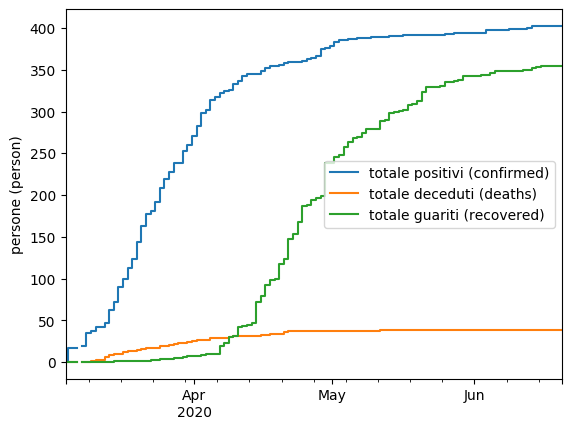 400
350
300
250
200
150
100
50
0
persone (person)
totale positivi (confirmed)
totale deceduti (deaths)
totale guariti (recovered)
Apr
2020
May
Jun